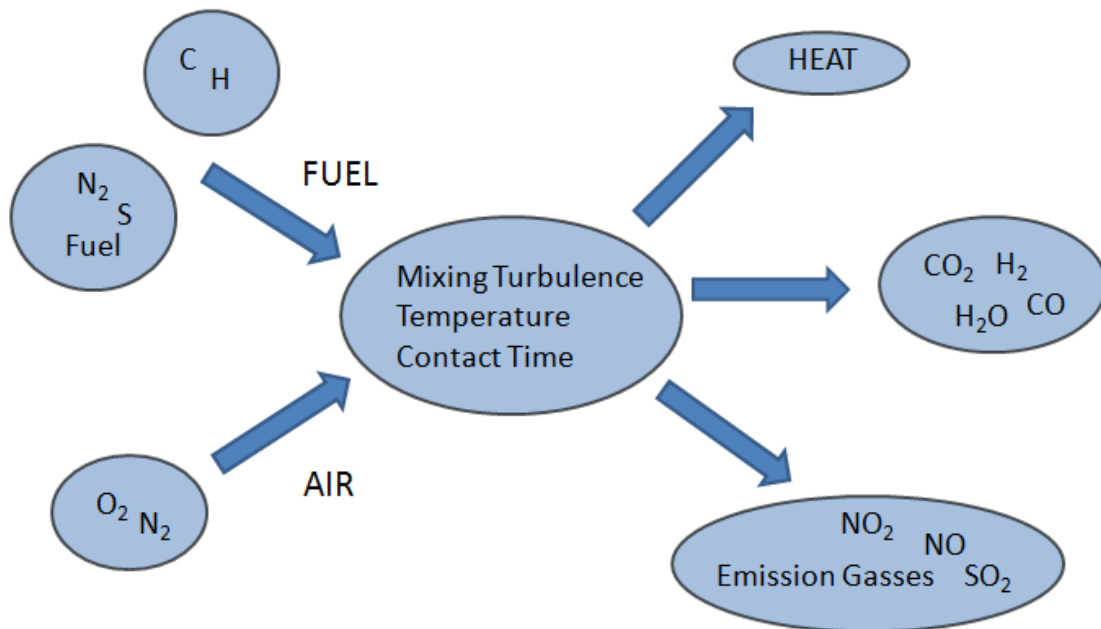 C
H
N₂
S
Fuel
FUEL
O₂
N₂
AIR
Mixing Turbulence
Temperature
Contact Time
HEAT
CO₂ H₂
H₂O CO
NO₂
NO
Emission Gasses SO₂